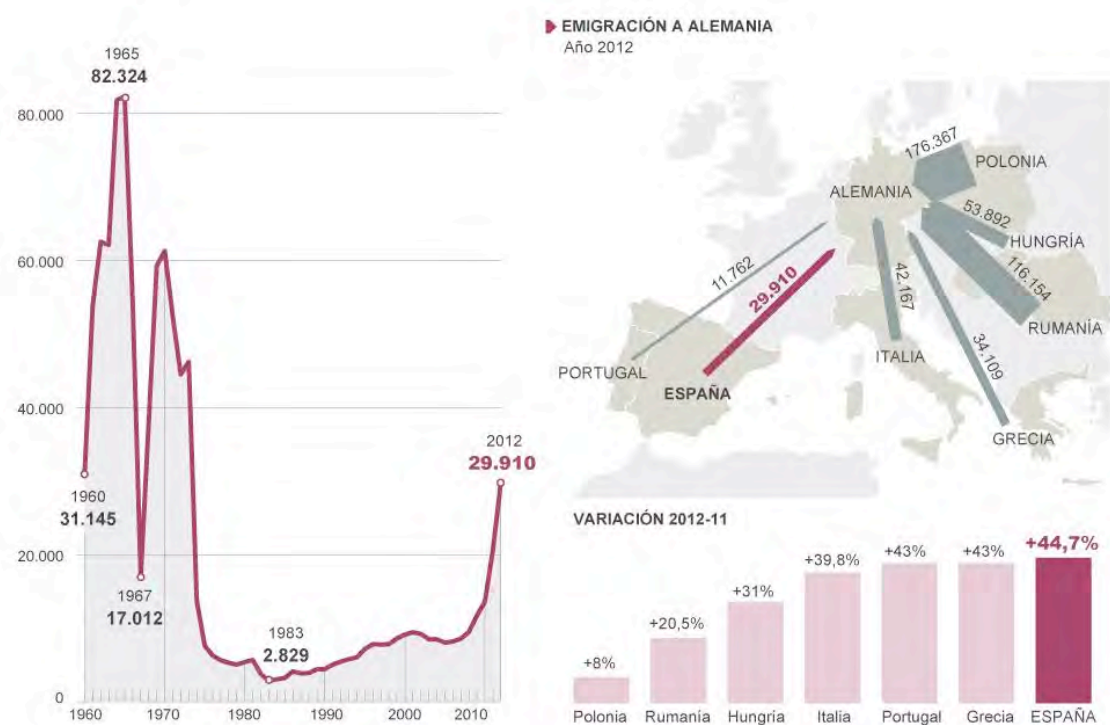 1965
82.324
80.000
60.000
40.000
20.000
0
1960
31.145
1967
17.012
1983
2.829
2012
29.910
1960
1970
1980
1990
2000
2010
EMIGRACIÓN A ALEMANIA
Año 2012
176.367
POLONIA
ALEMANIA
53.892
HUNGRÍA
116.154
RUMANÍA
11.762
29.910
42.167
34.109
PORTUGAL
ESPAÑA
ITALIA
GRECIA
VARIACIÓN 2012-11
+8%
+20,5%
+31%
+39,8%
+43%
+43%
+44,7%
Polonia
Rumanía
Hungria
Italia
Portugal
Grecia
ESPAÑA